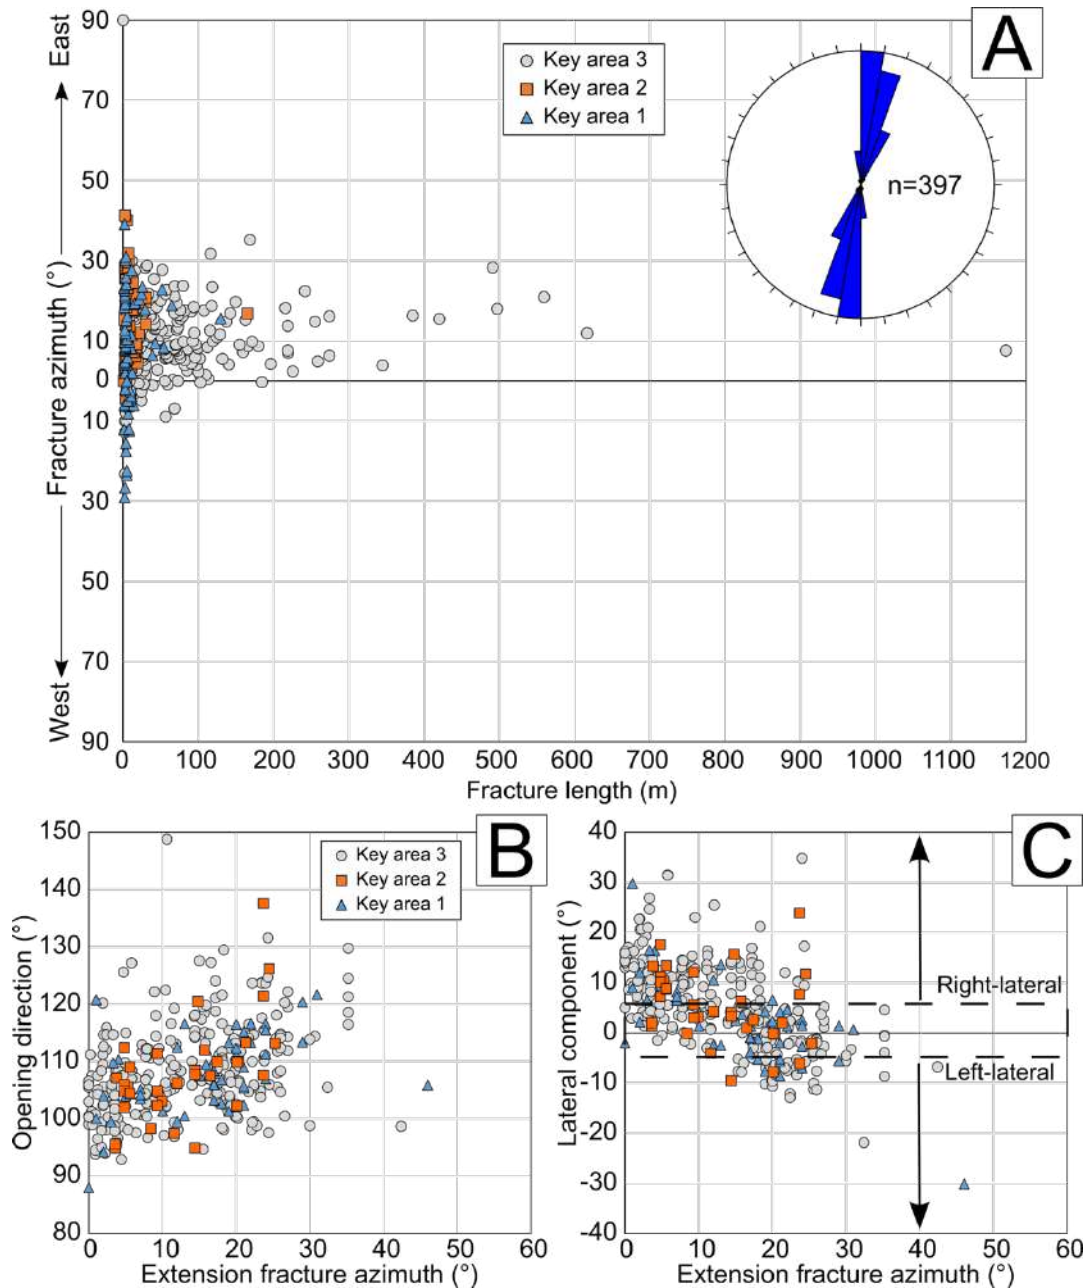 A
Key area 3
Key area 2
Key area 1
n=397
East
Fracture azimuth (°)
West
90
70
50
30
10
0
10
30
50
70
90
0 100 200 300 400 500 600 700 800 900 1000 1100 1200
Fracture length (m)
B
Key area 3
Key area 2
Key area 1
Opening direction (°)
150
140
130
120
110
100
90
80
0 10 20 30 40 50 60
Extension fracture azimuth (°)
C
Lateral component (°)
40
30
20
10
0
-10
-20
-30
-40
Right-lateral
Left-lateral
0 10 20 30 40 50 60
Extension fracture azimuth (°)